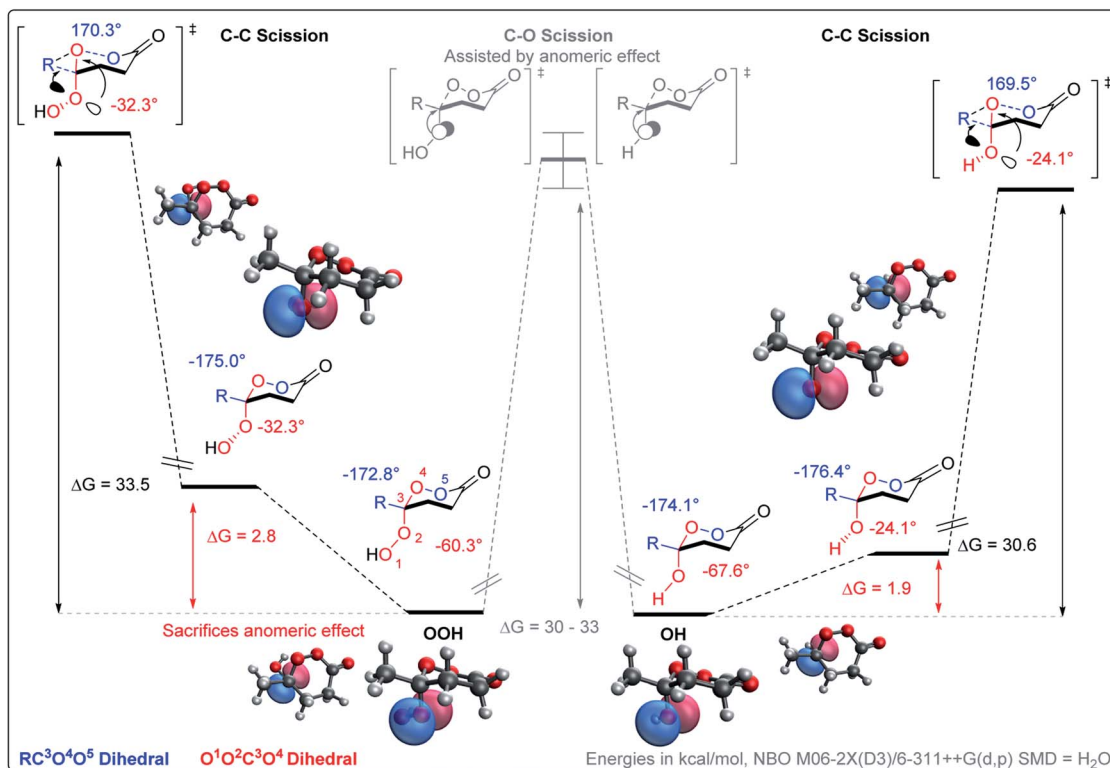 C-C Scission
C-O Scission
Assisted by anomeric effect
C-C Scission
170.3°
‡
R
O
O
O
O
HO
-32.3°
‡
R
O
O
O
O
HO
‡
R
O
O
O
O
H
169.5°
‡
R
O
O
O
O
H
-24.1°
-175.0°
R
O
O
O
O
HO
-32.3°
ΔG = 33.5
ΔG = 2.8
-172.8°
4
5
R
3
O
O
O
O
2
HO
1
-60.3°
ΔG = 30 - 33
-174.1°
R
O
O
O
O
H
-67.6°
-176.4°
R
O
O
O
O
H
-24.1°
ΔG = 30.6
ΔG = 1.9
Sacrifices anomeric effect
OOH
OH
RC³O⁴O⁵ Dihedral
O¹O²C³O⁴ Dihedral
Energies in kcal/mol, NBO M06-2X(D3)/6-311++G(d,p) SMD = H₂O